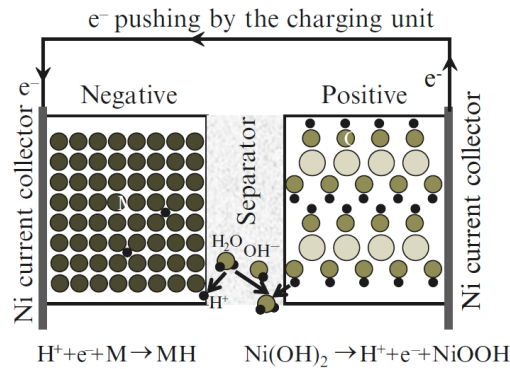 e⁻ pushing by the charging unit
e⁻
e⁻
Negative
Positive
Ni current collector
Separator
Ni current collector
H₂O
OH⁻
H⁺
H⁺+e⁻+M→MH
Ni(OH)₂→H⁺+e⁻+NiOOH